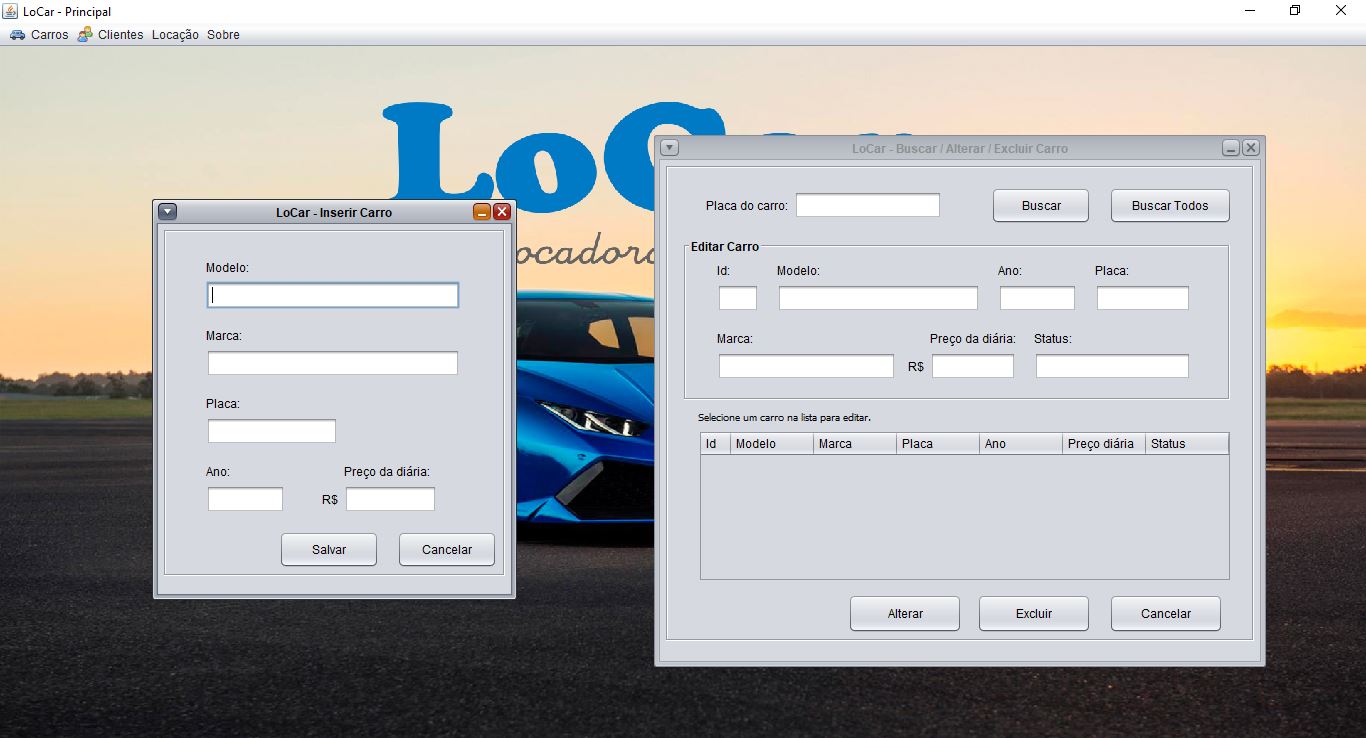 LoCar - Principal
Carros Clientes Locação Sobre
LoCar - Inserir Carro
Modelo:
Marca:
Placa:
Ano: Preço da diária:
R$
Salvar Cancelar
LoCar - Buscar / Alterar / Excluir Carro
Placa do carro: Buscar Buscar Todos
Editar Carro
Id: Modelo: Ano: Placa:
Marca: Preço da diária: Status:
R$
Selecione um carro na lista para editar.
Id Modelo Marca Placa Ano Preço diária Status
Alterar Excluir Cancelar